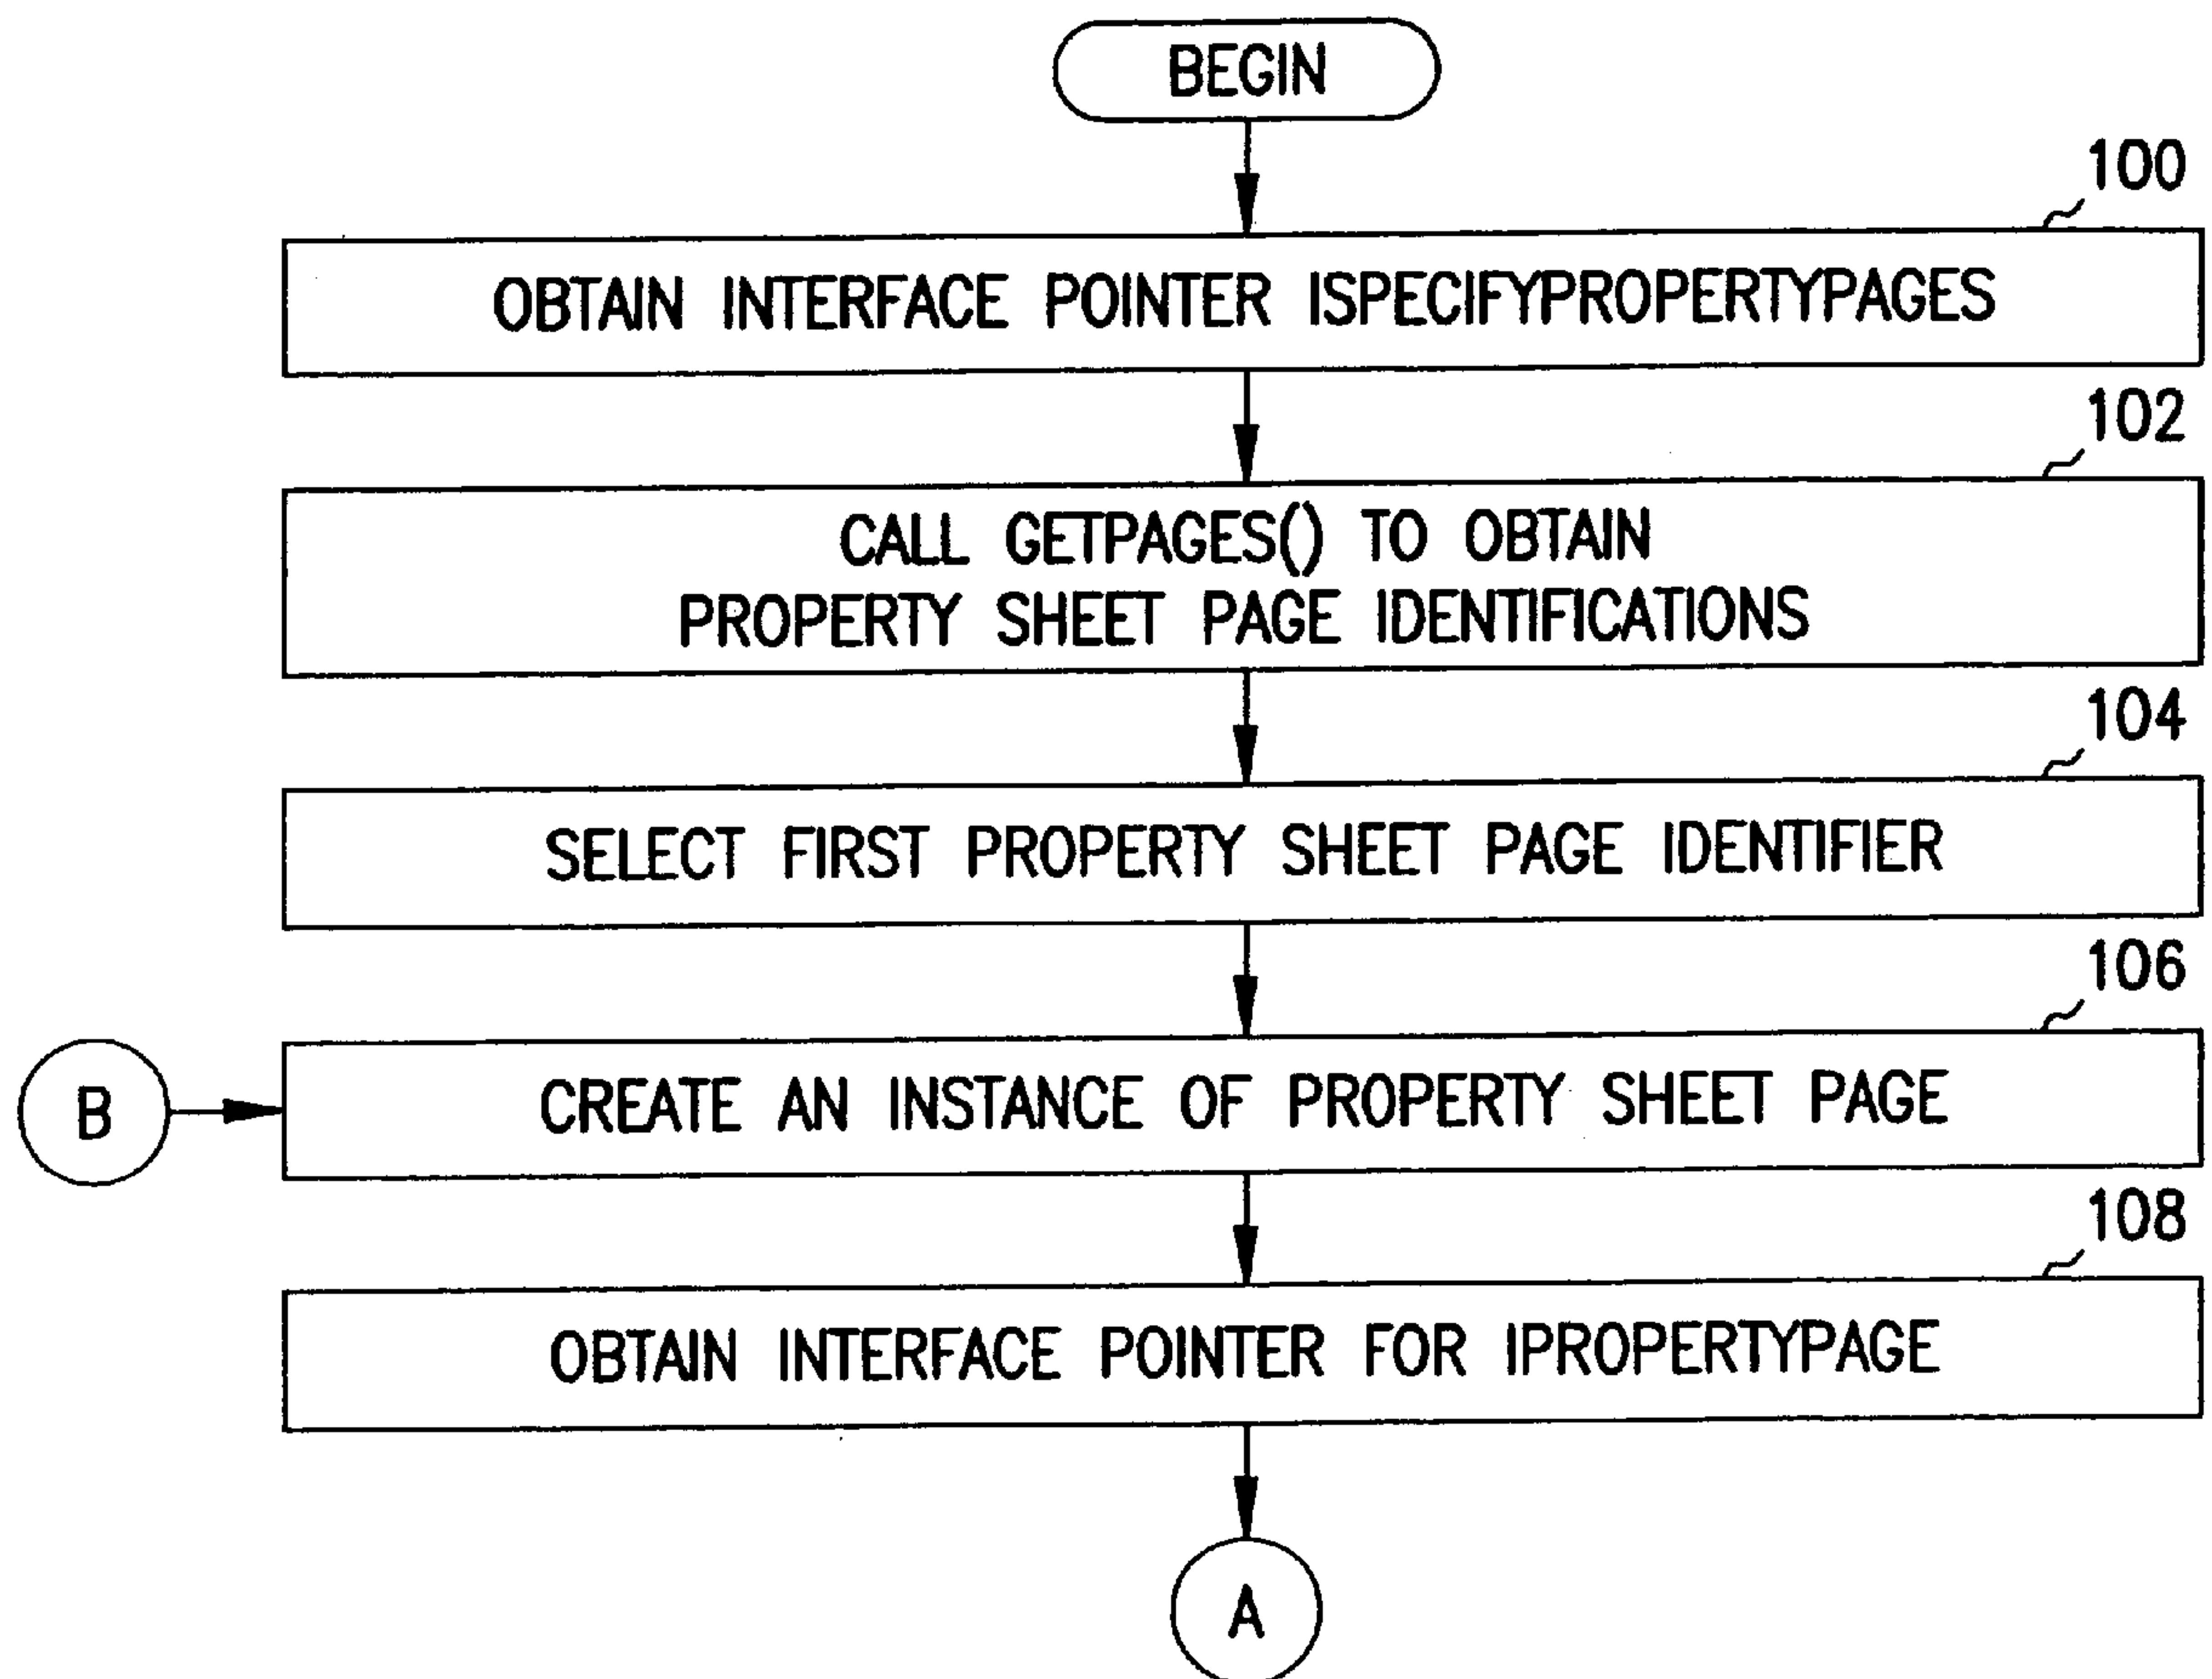 BEGIN
100
OBTAIN INTERFACE POINTER ISPECIFYPROPERTYPAGES
102
CALL GETPAGES() TO OBTAIN
PROPERTY SHEET PAGE IDENTIFICATIONS
104
SELECT FIRST PROPERTY SHEET PAGE IDENTIFIER
106
B
CREATE AN INSTANCE OF PROPERTY SHEET PAGE
108
OBTAIN INTERFACE POINTER FOR IPROPERTYPAGE
A